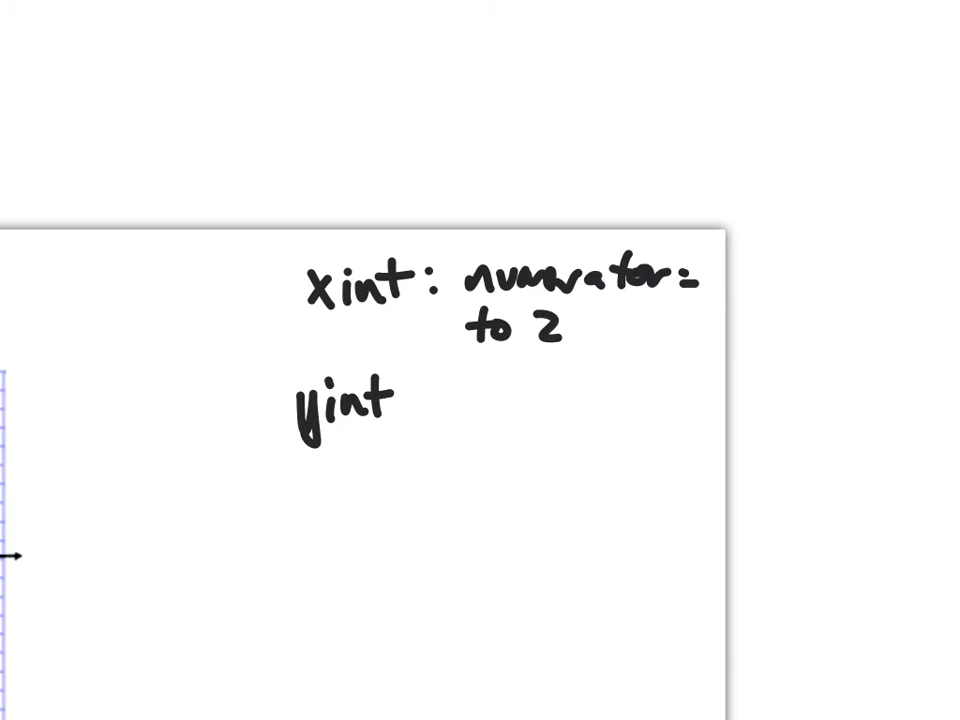 xint: numerator =
to 2
yint